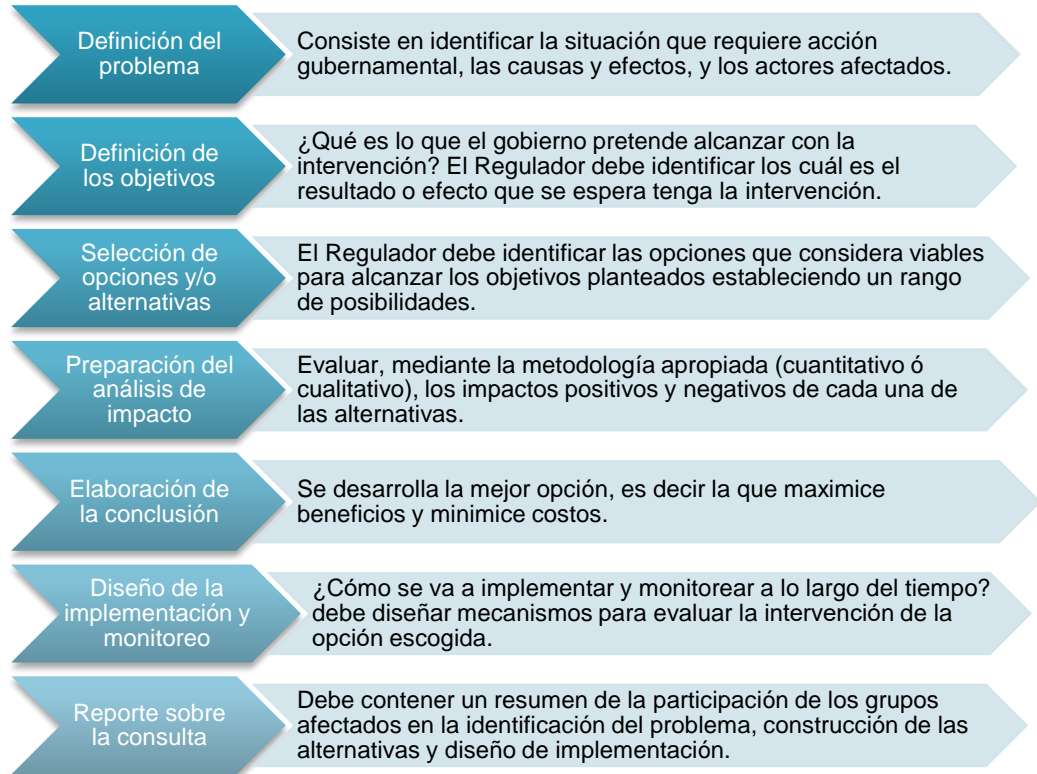 Definición del
problema
Consiste en identificar la situación que requiere acción
gubernamental, las causas y efectos, y los actores afectados.
Definición de
los objetivos
¿Qué es lo que el gobierno pretende alcanzar con la
intervención? El Regulador debe identificar los cuál es el
resultado o efecto que se espera tenga la intervención.
Selección de
opciones y/o
alternativas
El Regulador debe identificar las opciones que considera viables
para alcanzar los objetivos planteados estableciendo un rango
de posibilidades.
Preparación del
análisis de
impacto
Evaluar, mediante la metodología apropiada (cuantitativo ó
cualitativo), los impactos positivos y negativos de cada una de
las alternativas.
Elaboración de
la conclusión
Se desarrolla la mejor opción, es decir la que maximice
beneficios y minimice costos.
Diseño de la
implementación y
monitoreo
¿Cómo se va a implementar y monitorear a lo largo del tiempo?
debe diseñar mecanismos para evaluar la intervención de la
opción escogida.
Reporte sobre
la consulta
Debe contener un resumen de la participación de los grupos
afectados en la identificación del problema, construcción de las
alternativas y diseño de implementación.